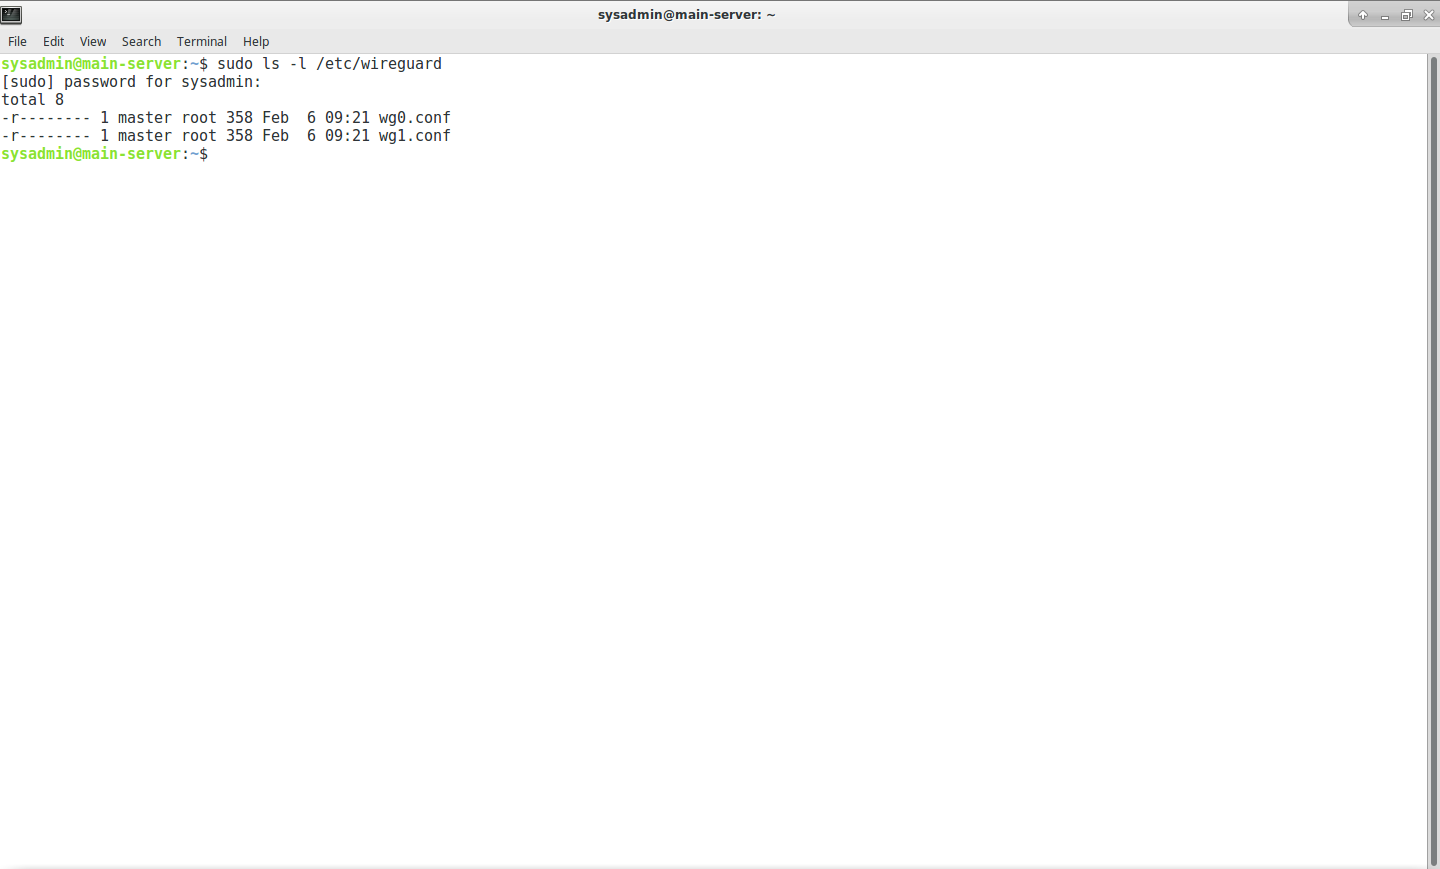 sysadmin@main-server: ~
File Edit View Search Terminal Help
sysadmin@main-server:~$ sudo ls -l /etc/wireguard
[sudo] password for sysadmin:
total 8
-r-------- 1 master root 358 Feb  6 09:21 wg0.conf
-r-------- 1 master root 358 Feb  6 09:21 wg1.conf
sysadmin@main-server:~$